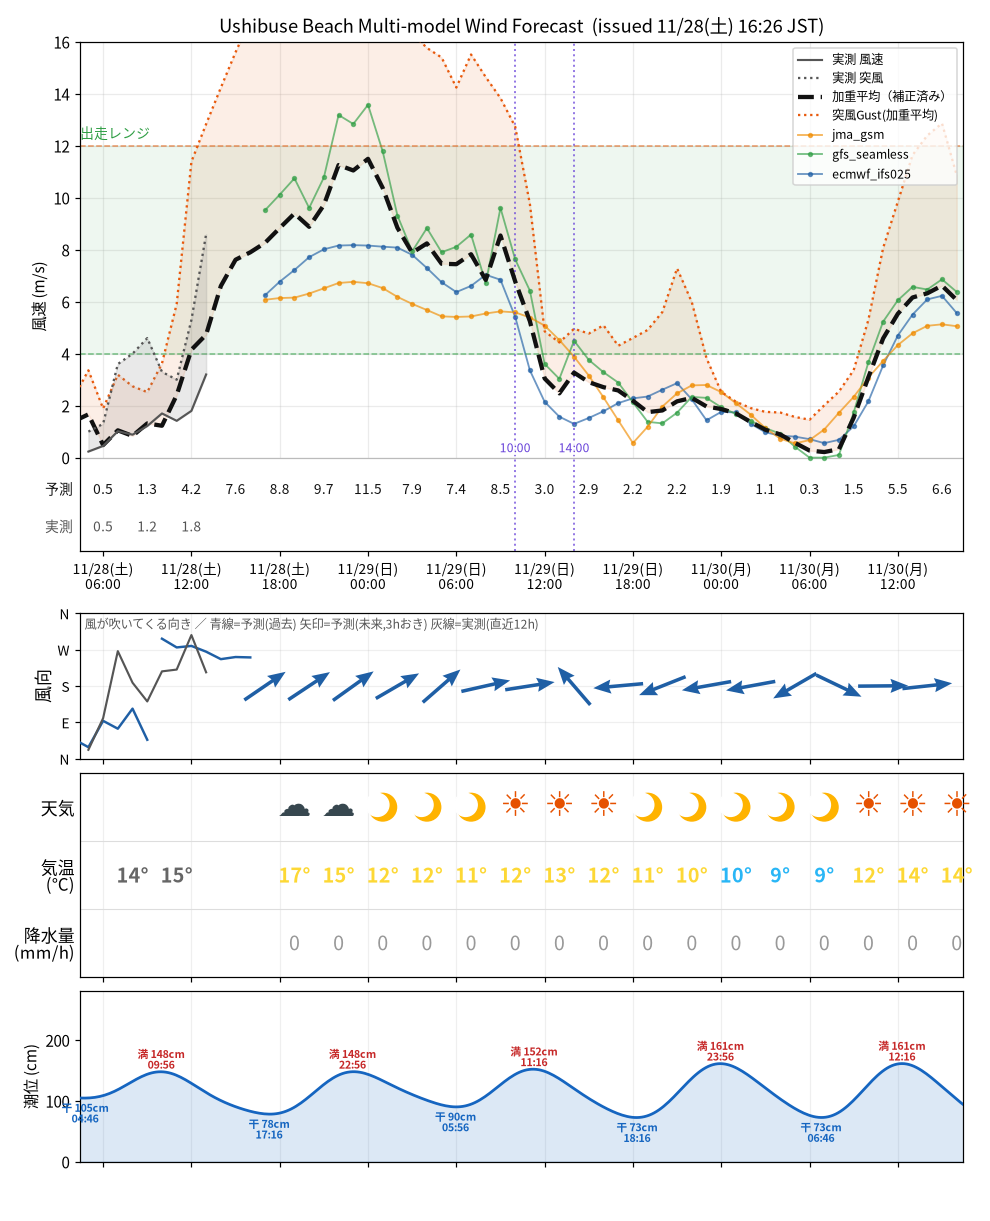 Ushibuse Beach Multi-model Wind Forecast (issued 11/28(土) 16:26 JST)
16
14
12
10
8
6
4
2
0
風速 (m/s)
出走レンジ
実測 風速
実測 突風
加重平均（補正済み）
突風Gust(加重平均)
jma_gsm
gfs_seamless
ecmwf_ifs025
10:00 14:00
予測 0.5 1.3 4.2 7.6 8.8 9.7 11.5 7.9 7.4 8.5 3.0 2.9 2.2 2.2 1.9 1.1 0.3 1.5 5.5 6.6
実測 0.5 1.2 1.8
11/28(土) 11/28(土) 11/28(土) 11/29(日) 11/29(日) 11/29(日) 11/29(日) 11/30(月) 11/30(月) 11/30(月)
06:00 12:00 18:00 00:00 06:00 12:00 18:00 00:00 06:00 12:00
風が吹いてくる向き ／ 青線=予測(過去) 矢印=予測(未来,3hおき) 灰線=実測(直近12h)
N
W
S
E
N
風向
天気
気温
(°C)
14° 15° 17° 15° 12° 12° 11° 12° 13° 12° 11° 10° 10° 9° 9° 12° 14° 14°
降水量
(mm/h)
0 0 0 0 0 0 0 0 0 0 0 0 0 0 0 0
潮位 (cm)
200
100
0
満 148cm
09:56
満 148cm
22:56
満 152cm
11:16
満 161cm
23:56
満 161cm
12:16
干 105cm
04:46
干 78cm
17:16
干 90cm
05:56
干 73cm
18:16
干 73cm
06:46